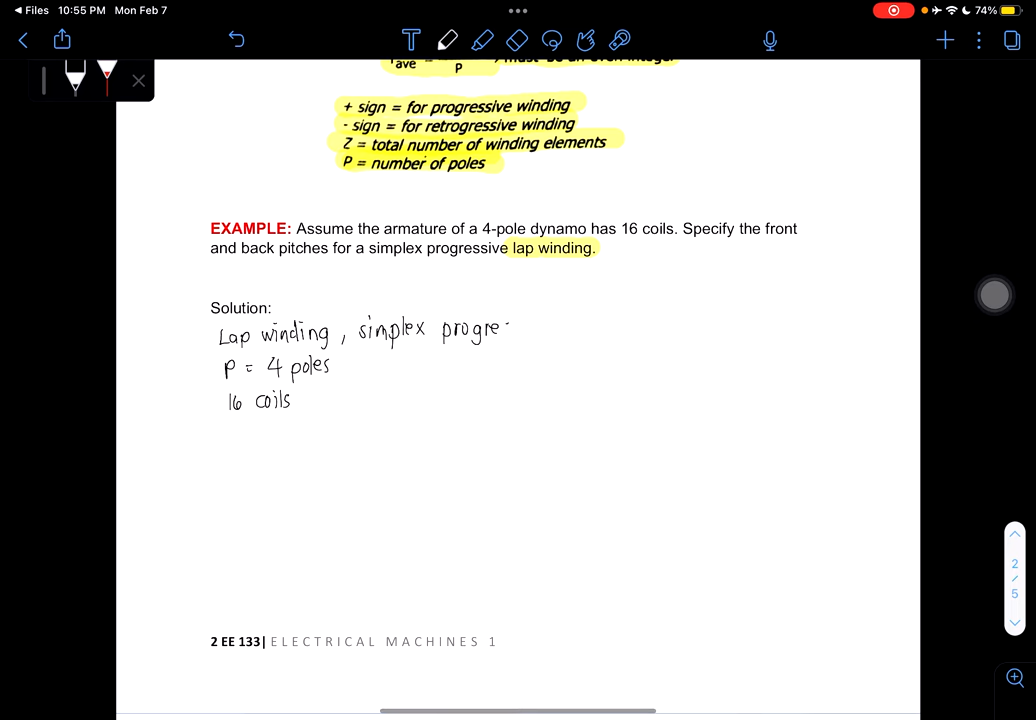 Files 10:55 PM Mon Feb 7 74%
ave P
+ sign = for progressive winding
- sign = for retrogressive winding
Z = total number of winding elements
P = number of poles
EXAMPLE: Assume the armature of a 4-pole dynamo has 16 coils. Specify the front
and back pitches for a simplex progressive lap winding.
Solution:
Lap winding, simplex progre
P = 4 poles
16 coils
2
/
5
2 EE 133| ELECTRICAL MACHINES 1